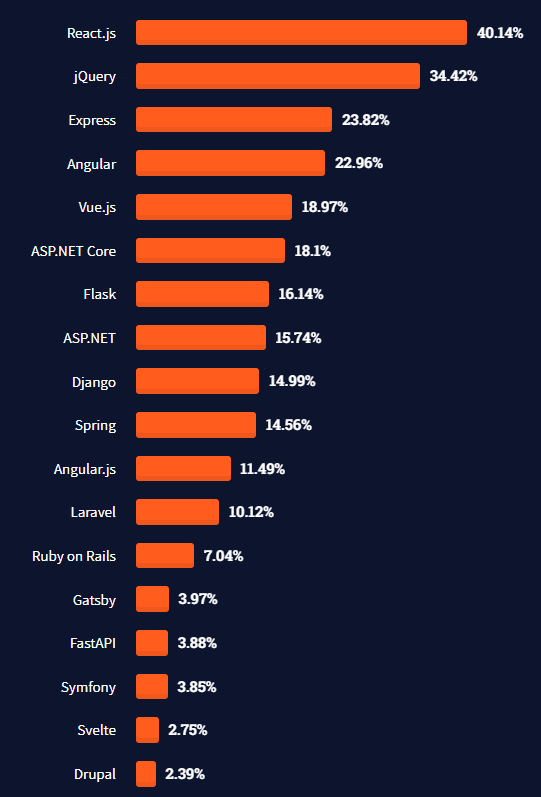 React.js 40.14%
jQuery 34.42%
Express 23.82%
Angular 22.96%
Vue.js 18.97%
ASP.NET Core 18.1%
Flask 16.14%
ASP.NET 15.74%
Django 14.99%
Spring 14.56%
Angular.js 11.49%
Laravel 10.12%
Ruby on Rails 7.04%
Gatsby 3.97%
FastAPI 3.88%
Symfony 3.85%
Svelte 2.75%
Drupal 2.39%